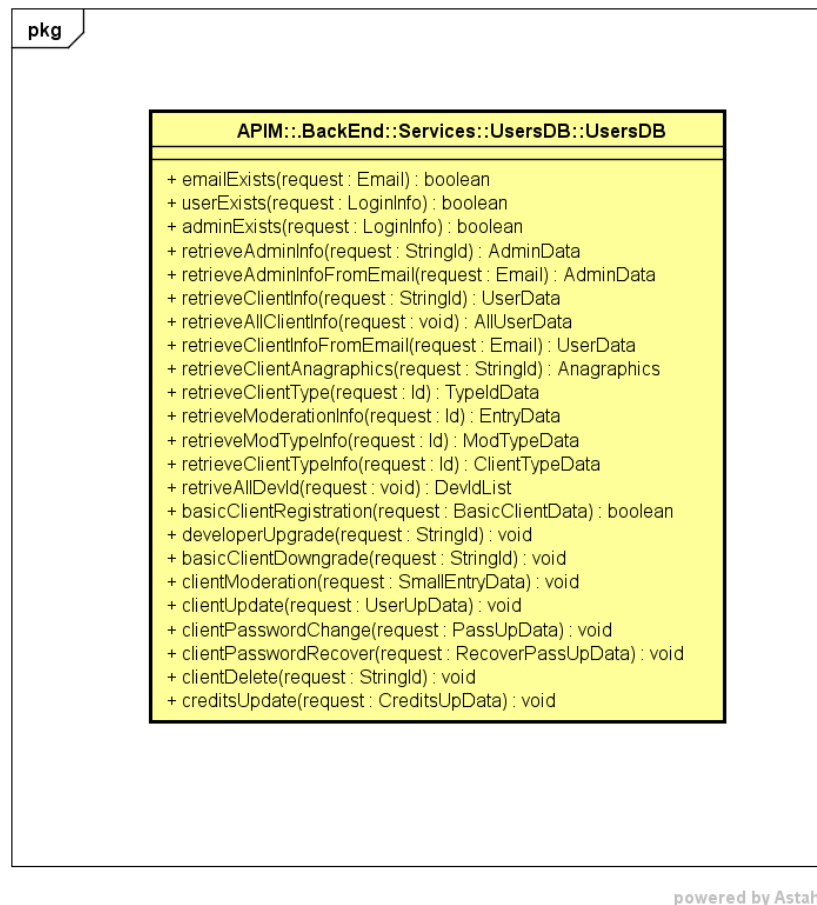 pkg
APIM::.BackEnd::Services::UsersDB::UsersDB
+ emailExists(request : Email) : boolean
+ userExists(request : LoginInfo) : boolean
+ adminExists(request : LoginInfo) : boolean
+ retrieveAdminInfo(request : StringId) : AdminData
+ retrieveAdminInfoFromEmail(request : Email) : AdminData
+ retrieveClientInfo(request : StringId) : UserData
+ retrieveAllClientInfo(request : void) : AllUserData
+ retrieveClientInfoFromEmail(request : Email) : UserData
+ retrieveClientAnagraphics(request : StringId) : Anagraphics
+ retrieveClientType(request : Id) : TypeIdData
+ retrieveModerationInfo(request : Id) : EntryData
+ retrieveModTypeInfo(request : Id) : ModTypeData
+ retrieveClientTypeInfo(request : Id) : ClientTypeData
+ retriveAllDevId(request : void) : DevIdList
+ basicClientRegistration(request : BasicClientData) : boolean
+ developerUpgrade(request : StringId) : void
+ basicClientDowngrade(request : StringId) : void
+ clientModeration(request : SmallEntryData) : void
+ clientUpdate(request : UserUpData) : void
+ clientPasswordChange(request : PassUpData) : void
+ clientPasswordRecover(request : RecoverPassUpData) : void
+ clientDelete(request : StringId) : void
+ creditsUpdate(request : CreditsUpData) : void
powered by Astah